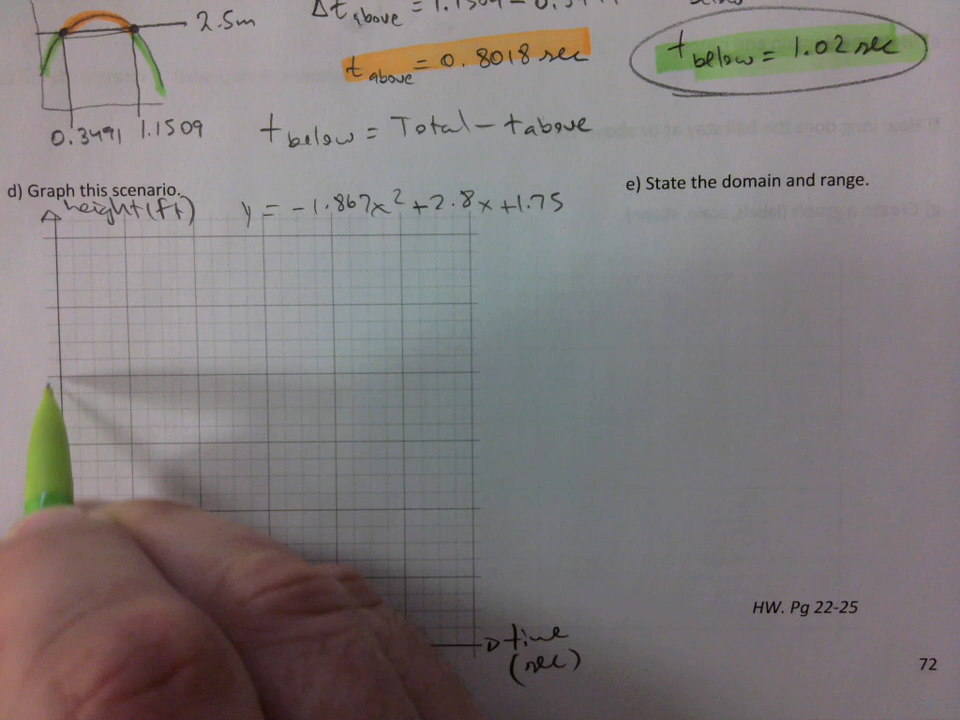 2.5m
Δt above = 1.1509 -
t above = 0.8018 sec
t below = 1.02 sec
0.3491 1.1509
t below = Total - t above
d) Graph this scenario.
e) State the domain and range.
height (ft)
y = -1.867x² + 2.8x + 1.75
HW. Pg 22-25
time
(sec)
72